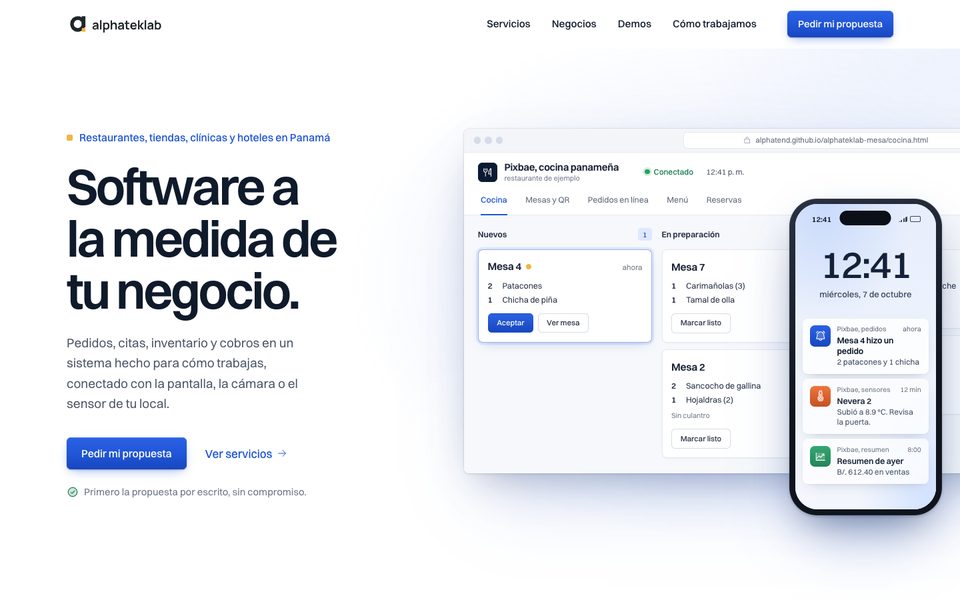 alphateklab
Servicios
Negocios
Demos
Cómo trabajamos
Pedir mi propuesta
Restaurantes, tiendas, clínicas y hoteles en Panamá
Software a
la medida de
tu negocio.
Pedidos, citas, inventario y cobros en un
sistema hecho para cómo trabajas,
conectado con la pantalla, la cámara o el
sensor de tu local.
Pedir mi propuesta
Ver servicios
Primero la propuesta por escrito, sin compromiso.
alphatend.github.io/alphateklab-mesa/cocina.html
Pixbae, cocina panameña
restaurante de ejemplo
Conectado
12:41 p. m.
Cocina
Mesas y QR
Pedidos en línea
Menú
Reservas
Nuevos
1
Mesa 4
ahora
2 Patacones
1 Chicha de piña
Aceptar
Ver mesa
En preparación
Mesa 7
1 Carimañolas (3)
1 Tamal de olla
Marcar listo
Mesa 2
2 Sancocho de gallina
1 Hojaldras (2)
Sin culantro
Marcar listo
che
12:41
12:41
miércoles, 7 de octubre
Pixbae, pedidos
ahora
Mesa 4 hizo un
pedido
2 patacones y 1 chicha
Pixbae, sensores
12 min
Nevera 2
Subió a 8.9 °C. Revisa
la puerta.
Pixbae, resumen
8:00
Resumen de ayer
B/. 612.40 en ventas